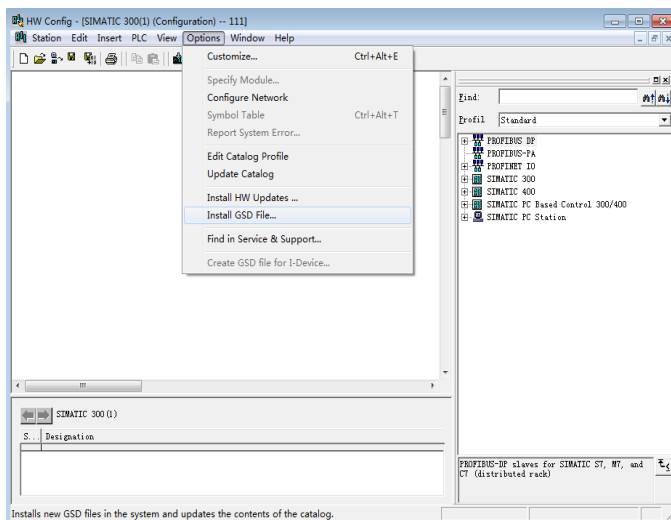 HW Config - [SIMATIC 300(1) (Configuration) -- 111]
Station Edit Insert PLC View Options Window Help
Customize... Ctrl+Alt+E
Specify Module...
Configure Network
Symbol Table Ctrl+Alt+T
Report System Error...
Edit Catalog Profile
Update Catalog
Install HW Updates ...
Install GSD File...
Find in Service & Support...
Create GSD file for I-Device...
Find:
Profil Standard
PROFIBUS DP
PROFIBUS-PA
PROFINET IO
SIMATIC 300
SIMATIC 400
SIMATIC PC Based Control 300/400
SIMATIC PC Station
SIMATIC 300(1)
S... Designation
PROFIBUS-DP slaves for SIMATIC S7, M7, and
C7 (distributed rack)
Installs new GSD files in the system and updates the contents of the catalog.